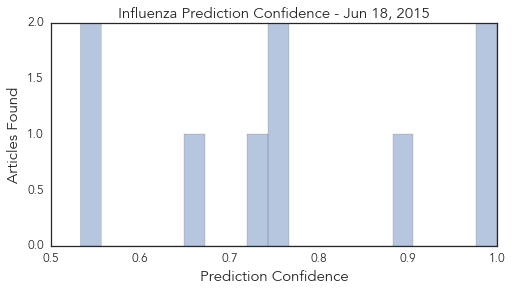 Influenza Prediction Confidence - Jun 18, 2015
Articles Found
2.0
1.5
1.0
0.5
0.0
0.5 0.6 0.7 0.8 0.9 1.0
Prediction Confidence